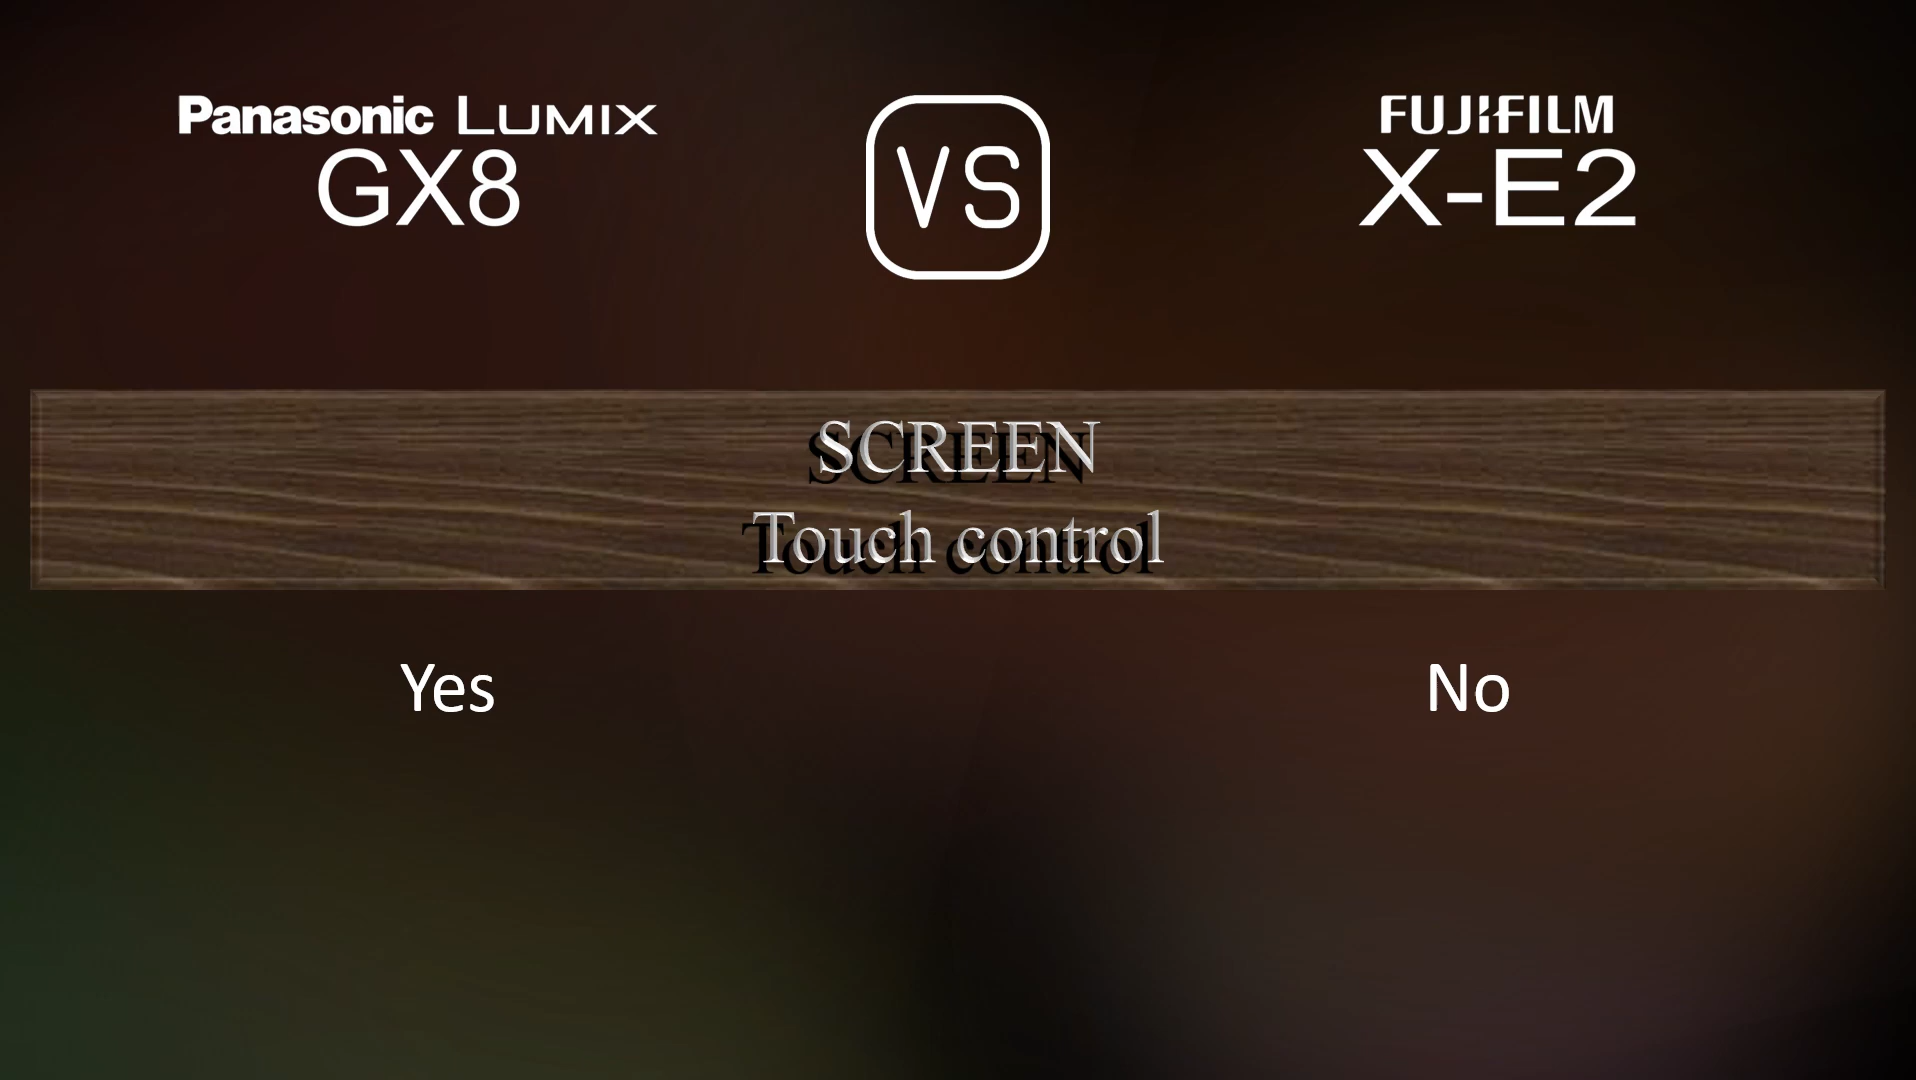 Panasonic LUMIX
GX8
VS
FUJIFILM
X-E2
SCREEN
Touch control
Yes
No